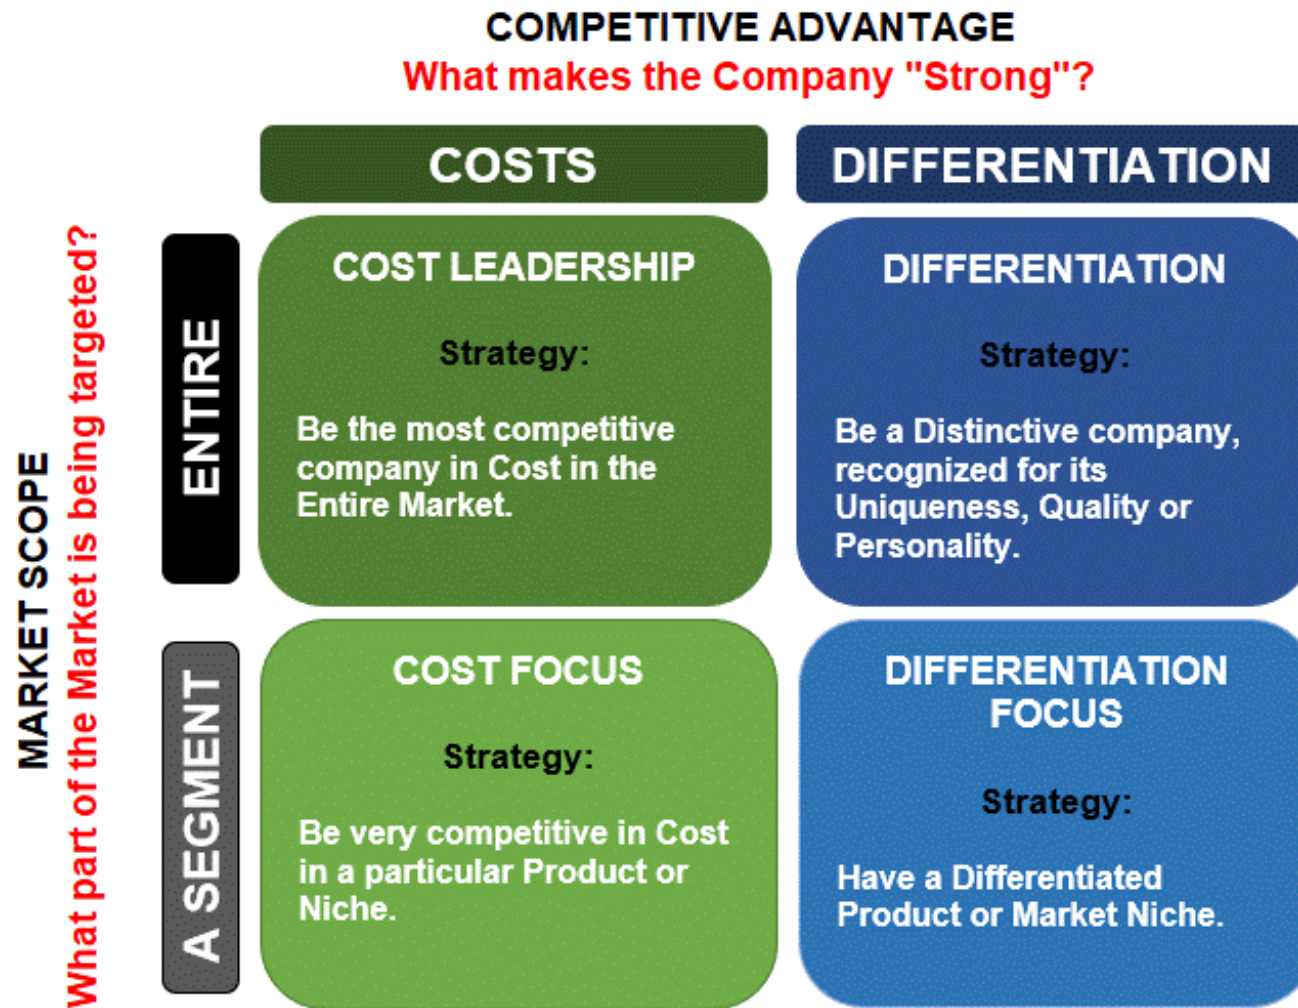 COMPETITIVE ADVANTAGE
What makes the Company "Strong"?
COSTS
DIFFERENTIATION
MARKET SCOPE
What part of the Market is being targeted?
ENTIRE
COST LEADERSHIP
Strategy:
Be the most competitive
company in Cost in the
Entire Market.
DIFFERENTIATION
Strategy:
Be a Distinctive company,
recognized for its
Uniqueness, Quality or
Personality.
A SEGMENT
COST FOCUS
Strategy:
Be very competitive in Cost
in a particular Product or
Niche.
DIFFERENTIATION
FOCUS
Strategy:
Have a Differentiated
Product or Market Niche.